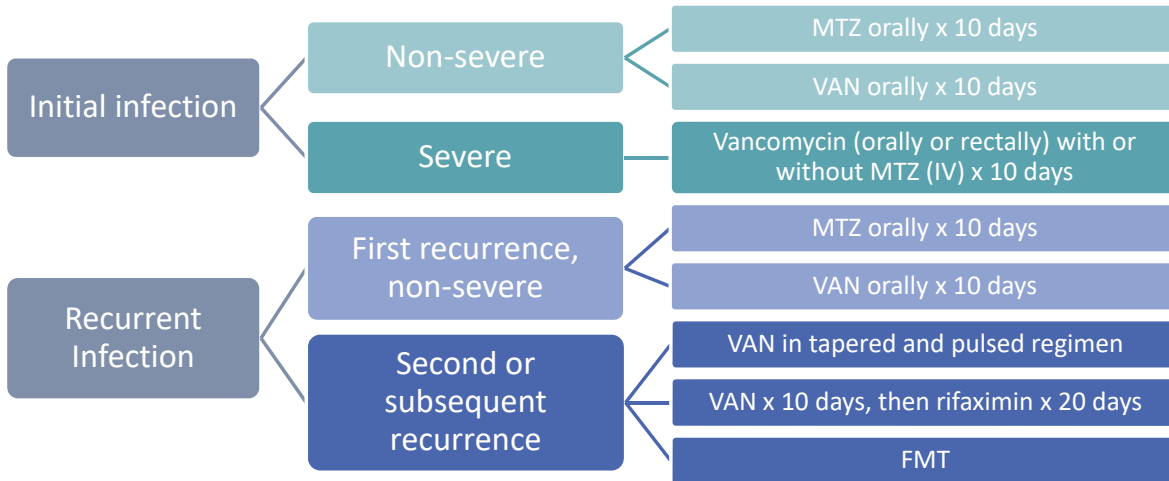 Initial infection
Non-severe
MTZ orally x 10 days
VAN orally x 10 days
Severe
Vancomycin (orally or rectally) with or
without MTZ (IV) x 10 days
Recurrent
Infection
First recurrence,
non-severe
MTZ orally x 10 days
VAN orally x 10 days
Second or
subsequent
recurrence
VAN in tapered and pulsed regimen
VAN x 10 days, then rifaximin x 20 days
FMT